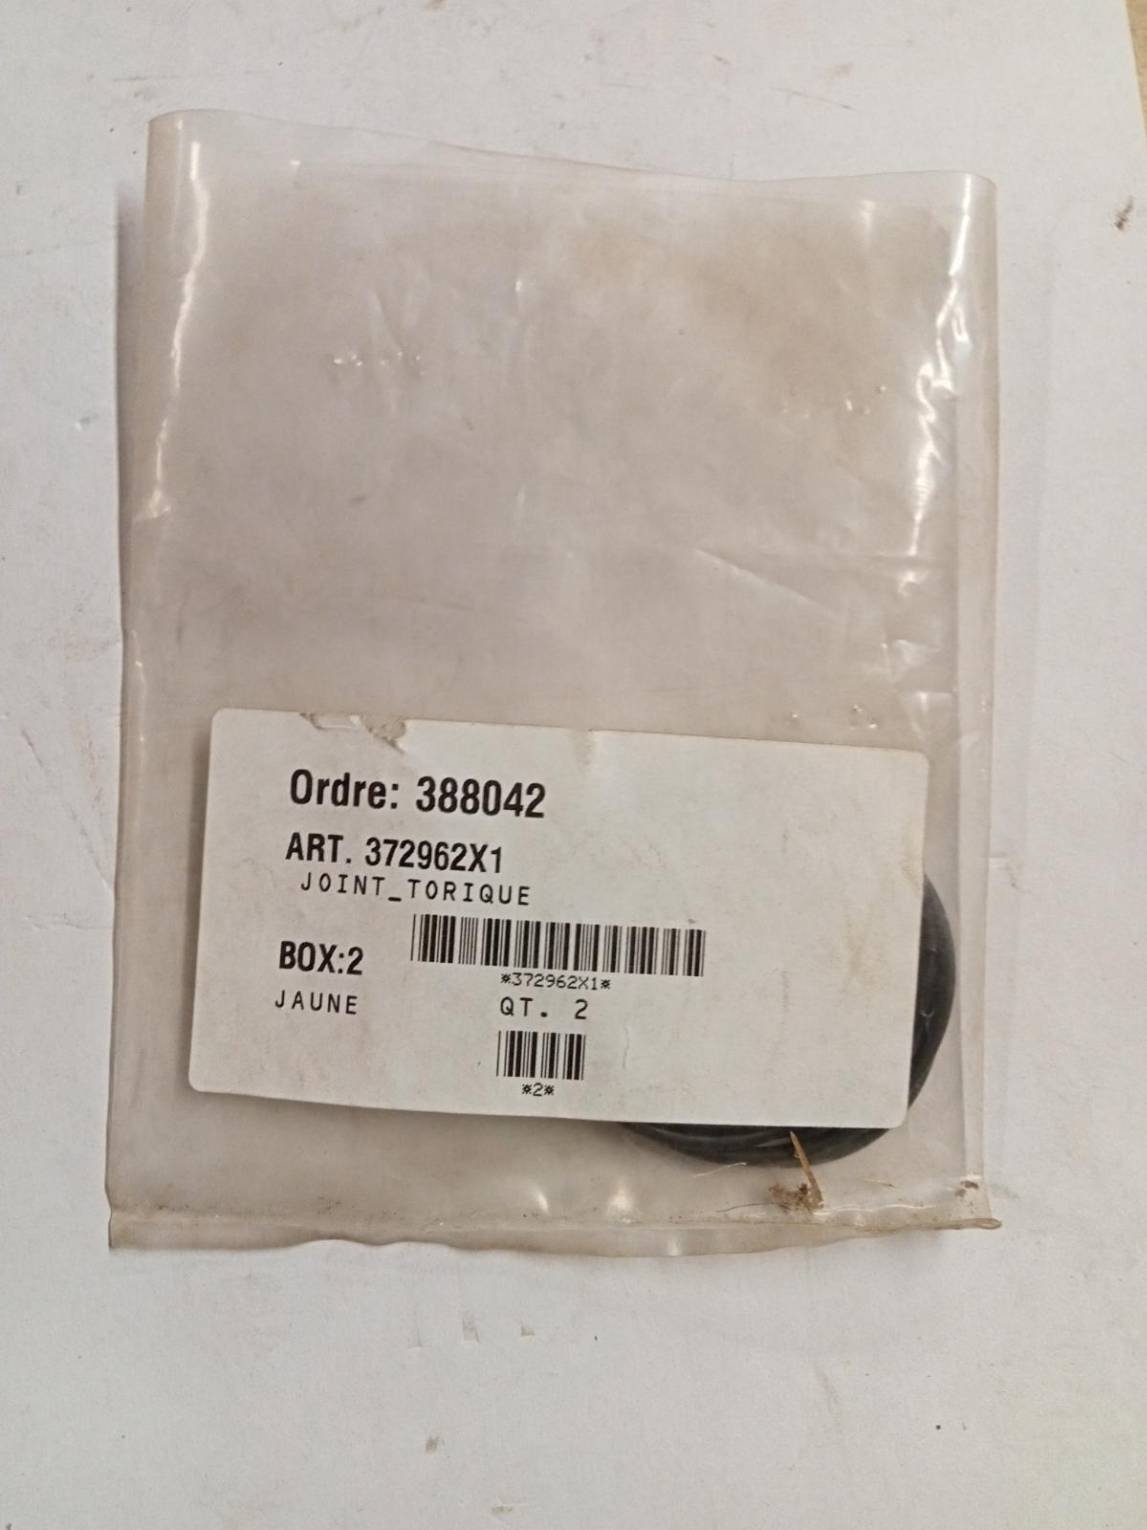 Ordre: 388042
ART. 372962X1
JOINT_TORIQUE
BOX:2
*372962X1*
JAUNE
QT. 2
*2*